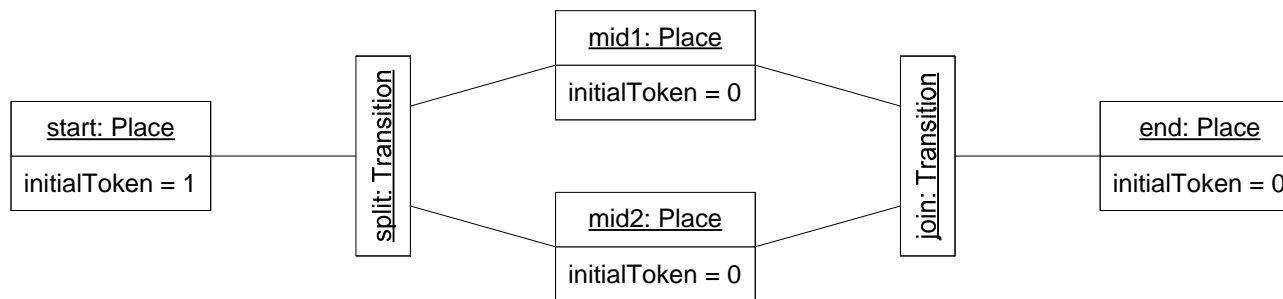 start: Place
initialToken = 1
split: Transition
mid1: Place
initialToken = 0
mid2: Place
initialToken = 0
join: Transition
end: Place
initialToken = 0